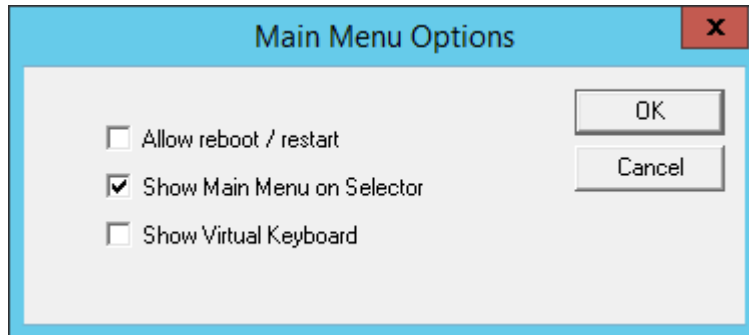 Main Menu Options
x
OK
Allow reboot / restart
Cancel
Show Main Menu on Selector
Show Virtual Keyboard